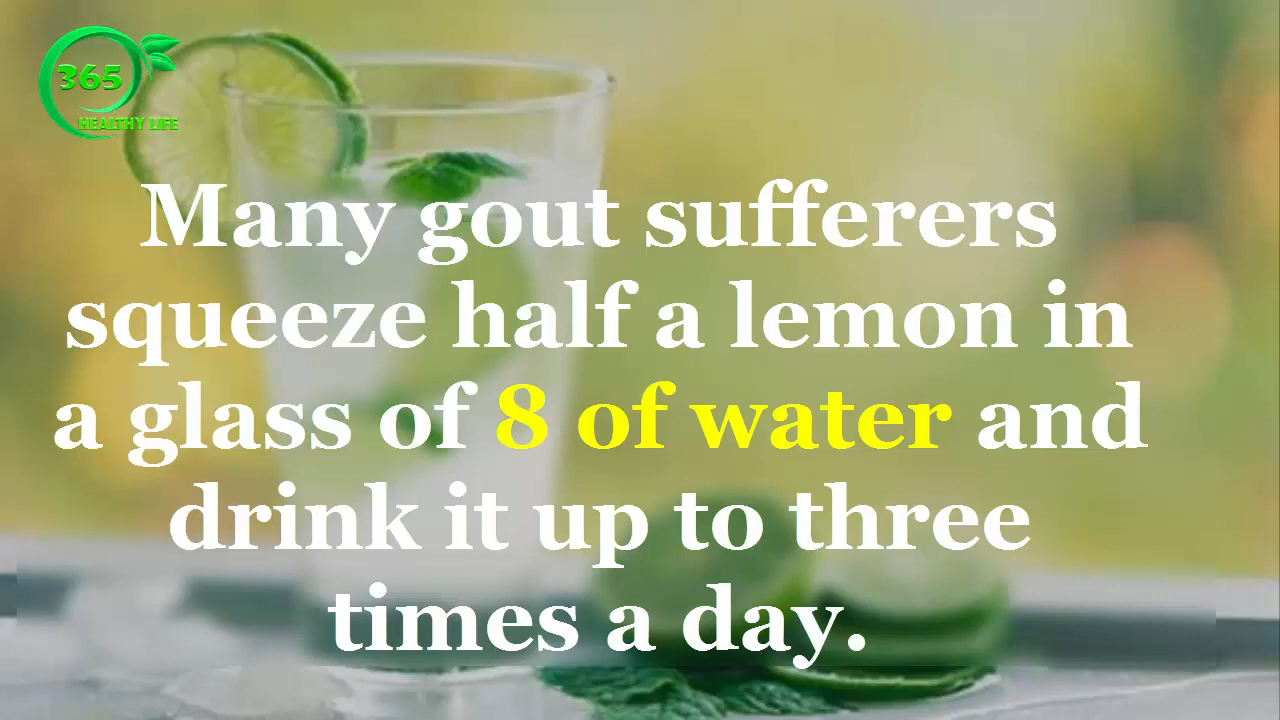 365
HEALTHY LIFE
Many gout sufferers
squeeze half a lemon in
a glass of 8 of water and
drink it up to three
times a day.